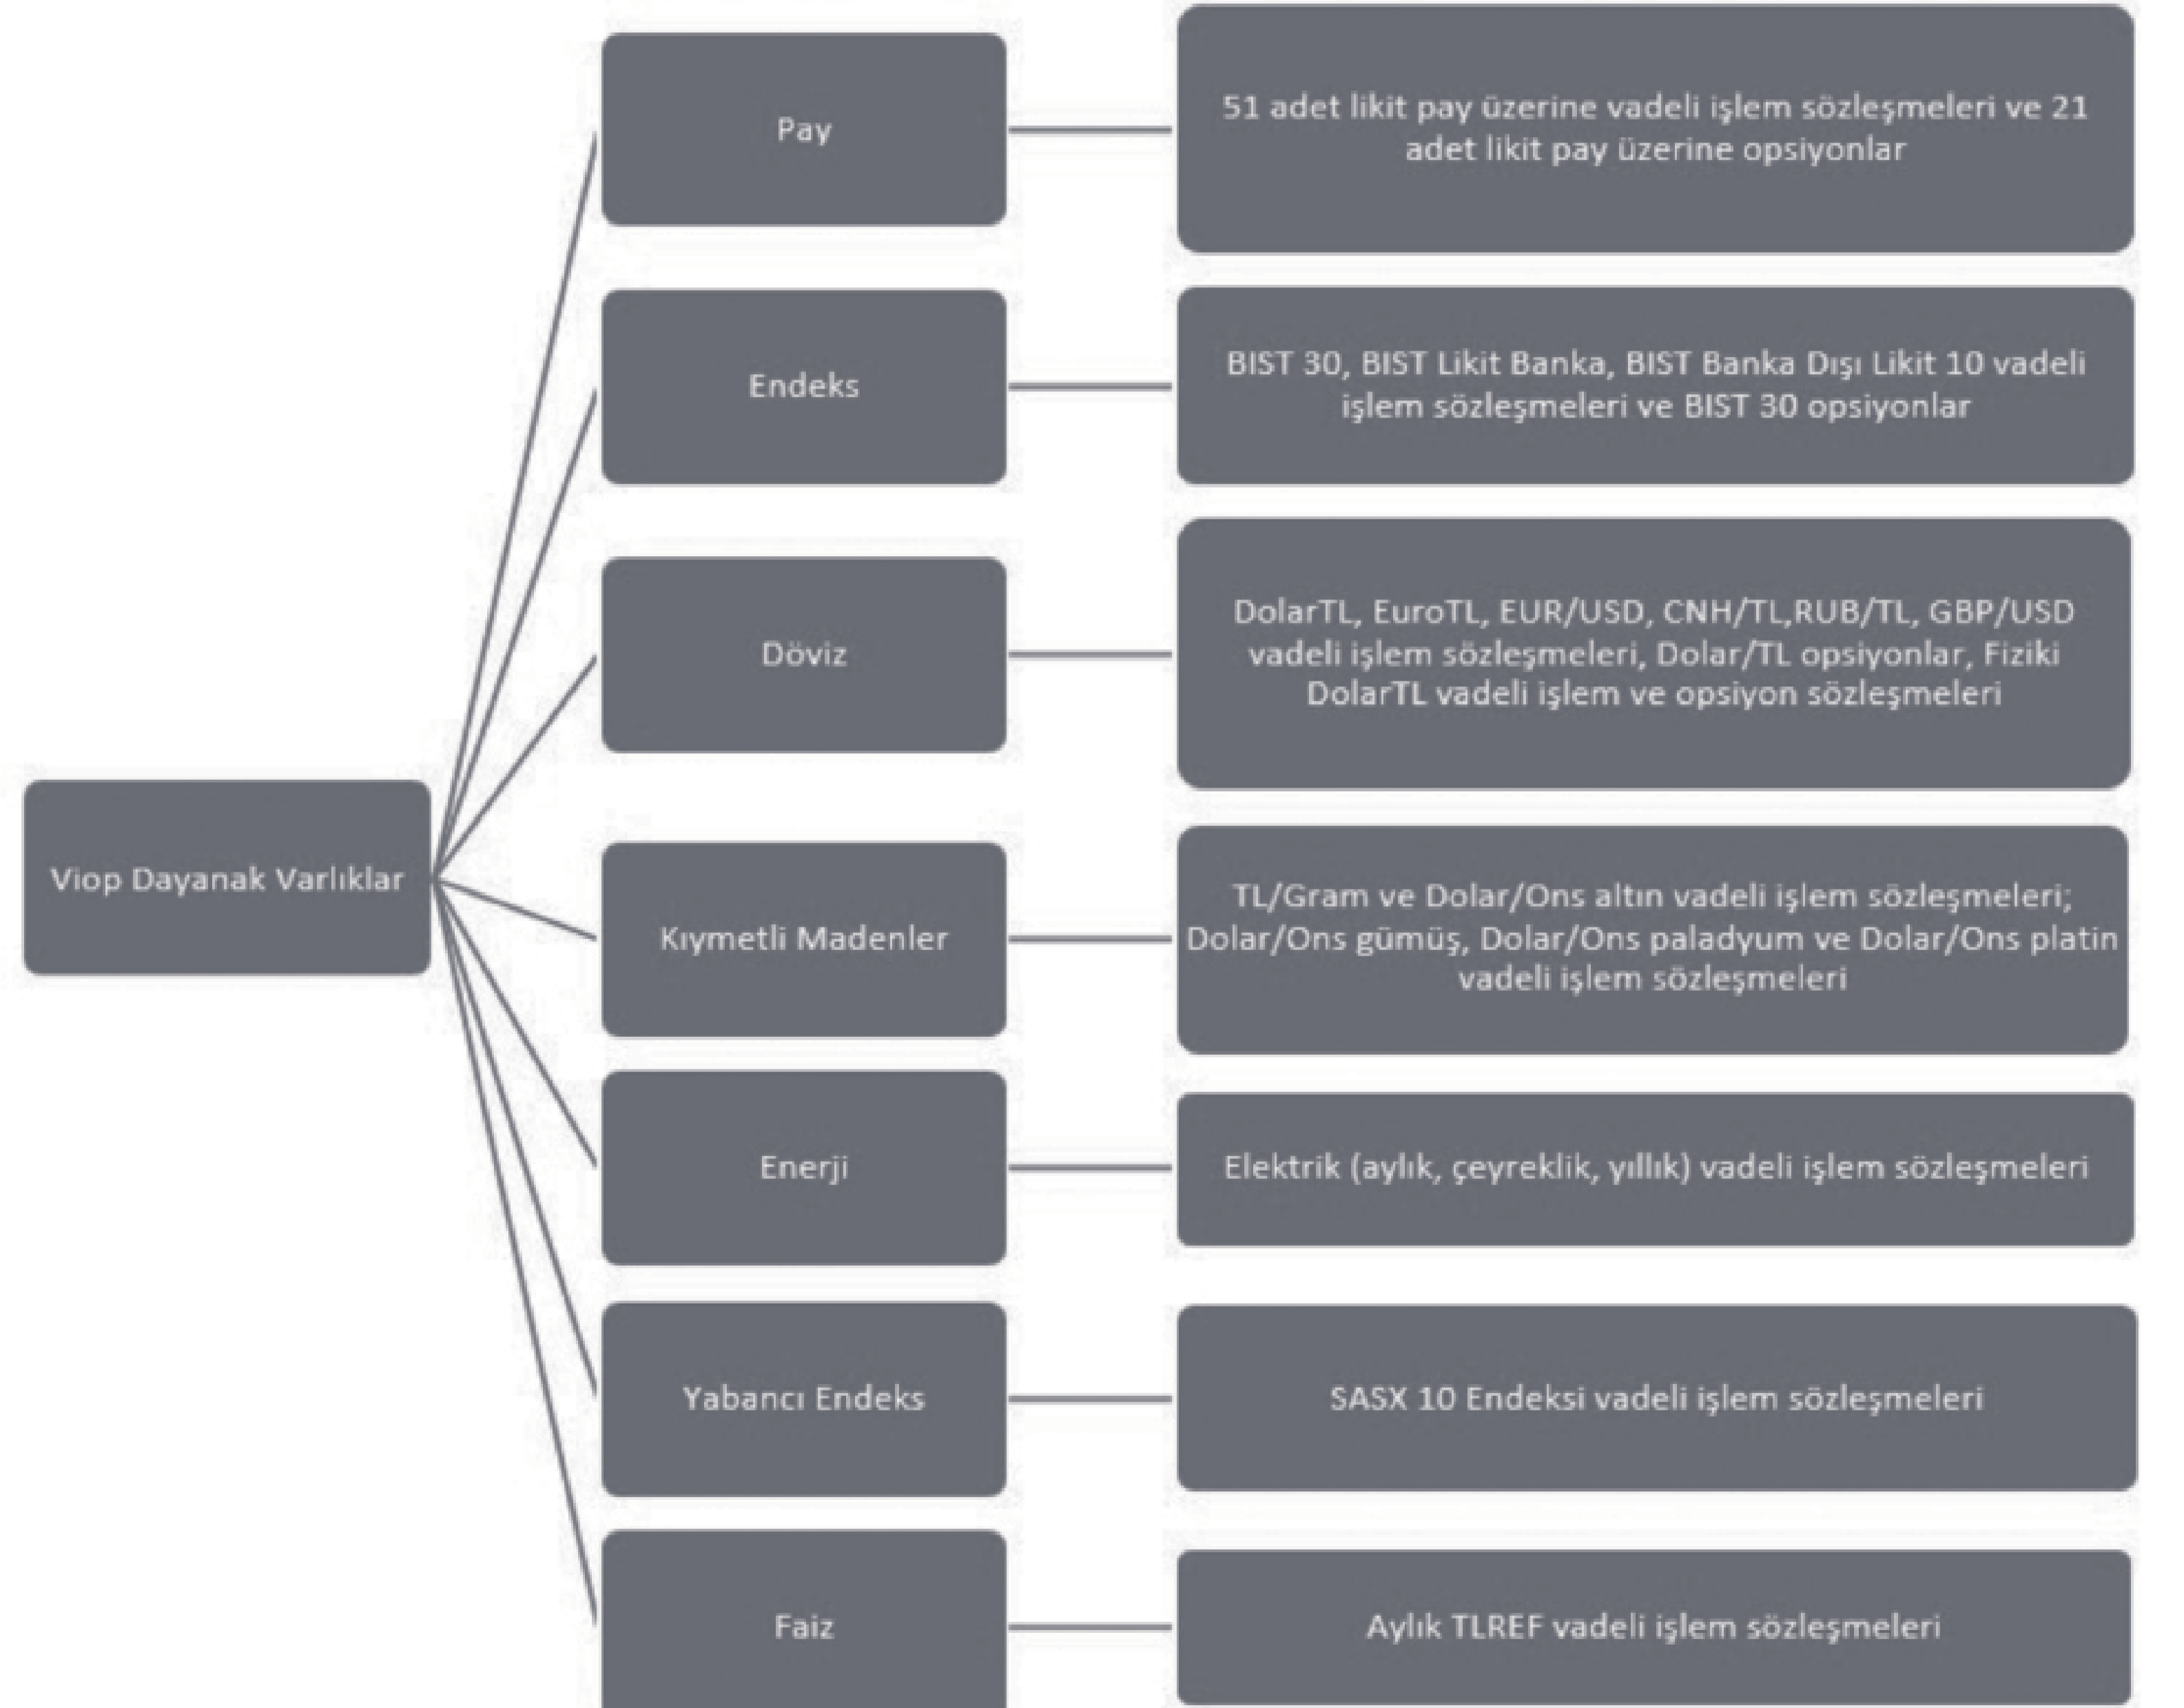 Viop Dayanak Varlıklar
Pay
51 adet likit pay üzerine vadeli işlem sözleşmeleri ve 21
adet likit pay üzerine opsiyonlar
Endeks
BIST 30, BIST Likit Banka, BIST Banka Dışı Likit 10 vadeli
işlem sözleşmeleri ve BIST 30 opsiyonlar
Döviz
DolarTL, EuroTL, EUR/USD, CNH/TL,RUB/TL, GBP/USD
vadeli işlem sözleşmeleri, Dolar/TL opsiyonlar, Fiziki
DolarTL vadeli işlem ve opsiyon sözleşmeleri
Kıymetli Madenler
TL/Gram ve Dolar/Ons altın vadeli işlem sözleşmeleri;
Dolar/Ons gümüş, Dolar/Ons paladyum ve Dolar/Ons platin
vadeli işlem sözleşmeleri
Enerji
Elektrik (aylık, çeyreklik, yıllık) vadeli işlem sözleşmeleri
Yabancı Endeks
SASX 10 Endeksi vadeli işlem sözleşmeleri
Faiz
Aylık TLREF vadeli işlem sözleşmeleri